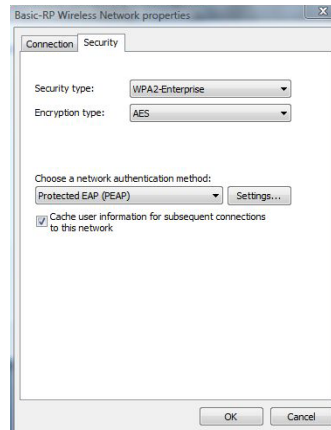 Basic-RP Wireless Network properties
Connection Security
Security type: WPA2-Enterprise
Encryption type: AES
Choose a network authentication method:
Protected EAP (PEAP) Settings...
Cache user information for subsequent connections
to this network
OK Cancel